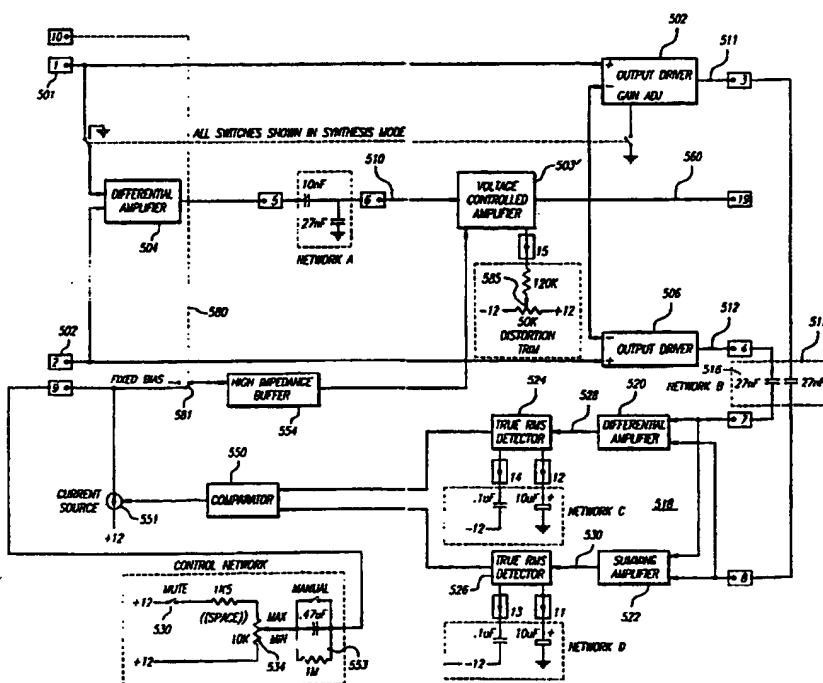 10
1
501
502
OUTPUT DRIVER
GAIN ADJ
+
−
511
3
ALL SWITCHES SHOWN IN SYNTHESIS MODE
DIFFERENTIAL
AMPLIFIER
504
5
10nF
27nF
NETWORK A
6
510
VOLTAGE
CONTROLLED
AMPLIFIER
503'
560
19
15
585
120K
-12
+12
50K
DISTORTION
TRIM
580
506
−
+
OUTPUT DRIVER
512
4
516
27nF
27nF
NETWORK B
502
2
9
FIXED BIAS
581
HIGH IMPEDANCE
BUFFER
554
524
TRUE RMS
DETECTOR
528
520
DIFFERENTIAL
AMPLIFIER
7
550
COMPARATOR
CURRENT
SOURCE
551
+12
14
12
.1uF
10uF
+
-12
NETWORK C
518
TRUE RMS
DETECTOR
526
530
SUMMING
AMPLIFIER
522
8
13
11
.1uF
10uF
+
-12
NETWORK D
CONTROL NETWORK
+12
MUTE
530
1X5
((SPACE))
10K
534
MAX
MIN
MANUAL
.47uF
1M
553
+12